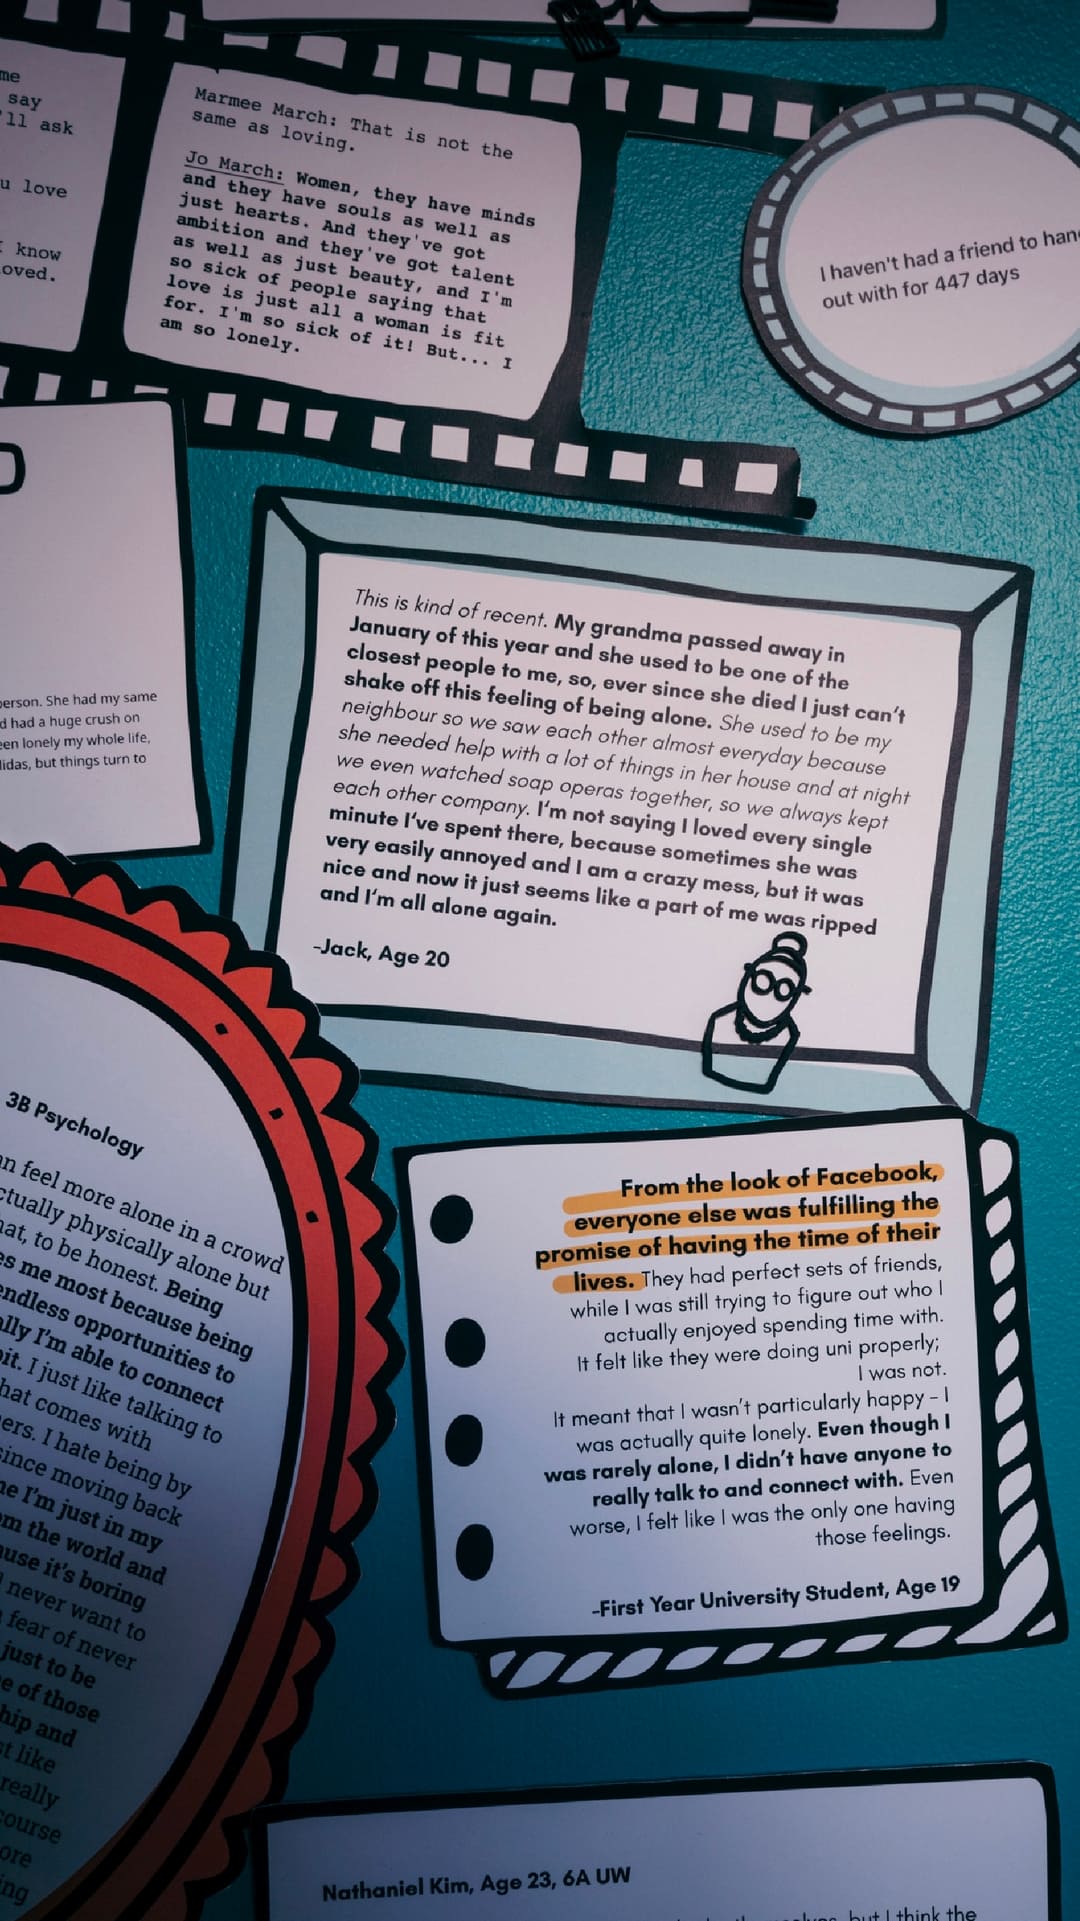 me
say
'll ask
u love
know
oved.
Marmee March: That is not the
same as loving.
Jo March: Women, they have minds
and they have souls as well as
just hearts. And they've got
ambition and they've got talent
as well as just beauty, and I'm
so sick of people saying that
love is just all a woman is fit
for. I'm so sick of it! But... I
am so lonely.
I haven't had a friend to hang
out with for 447 days
erson. She had my same
d had a huge crush on
een lonely my whole life,
lidas, but things turn to
This is kind of recent. My grandma passed away in
January of this year and she used to be one of the
closest people to me, so, ever since she died I just can't
shake off this feeling of being alone. She used to be my
neighbour so we saw each other almost everyday because
she needed help with a lot of things in her house and at night
we even watched soap operas together, so we always kept
each other company. I'm not saying I loved every single
minute I've spent there, because sometimes she was
very easily annoyed and I am a crazy mess, but it was
nice and now it just seems like a part of me was ripped
and I'm all alone again.
-Jack, Age 20
3B Psychology
an feel more alone in a crowd
ctually physically alone but
hat, to be honest. Being
es me most because being
endless opportunities to
ally I'm able to connect
bit. I just like talking to
hat comes with
ers. I hate being by
since moving back
me I'm just in my
om the world and
ause it's boring
I never want to
fear of never
just to be
e of those
hip and
st like
really
course
ore
ing
From the look of Facebook,
everyone else was fulfilling the
promise of having the time of their
lives. They had perfect sets of friends,
while I was still trying to figure out who I
actually enjoyed spending time with.
It felt like they were doing uni properly;
I was not.
It meant that I wasn't particularly happy - I
was actually quite lonely. Even though I
was rarely alone, I didn't have anyone to
really talk to and connect with. Even
worse, I felt like I was the only one having
those feelings.
-First Year University Student, Age 19
Nathaniel Kim, Age 23, 6A UW
but I think the